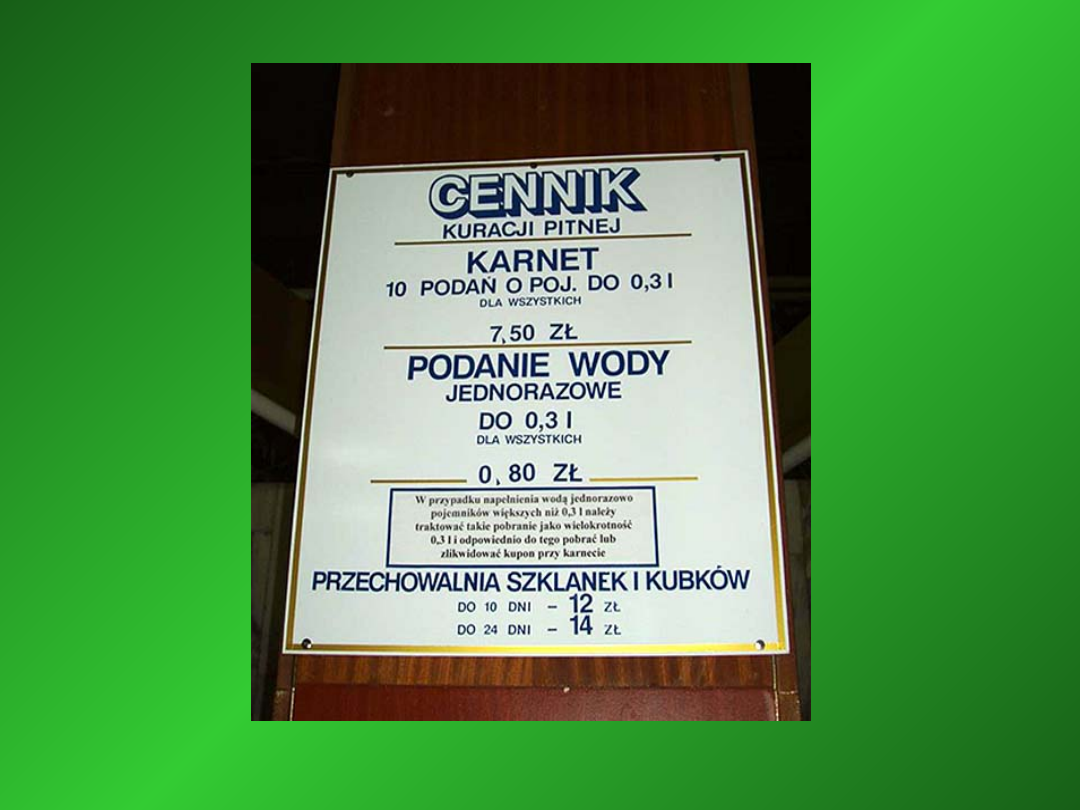 CENNIK
KURACJI PITNEJ
KARNET
10 PODAŃ O POJ. DO 0,3 l
DLA WSZYSTKICH
7,50 ZŁ
PODANIE WODY
JEDNORAZOWE
DO 0,3 l
DLA WSZYSTKICH
0,80 ZŁ
W przypadku napełnienia wodą jednorazowo
pojemników większych niż 0,3 l należy
traktować takie pobranie jako wielokrotność
0,3 l i odpowiednio do tego pobrać lub
zlikwidować kupon przy karnecie
PRZECHOWALNIA SZKLANEK I KUBKÓW
DO 10 DNI – 12 ZŁ
DO 24 DNI – 14 ZŁ